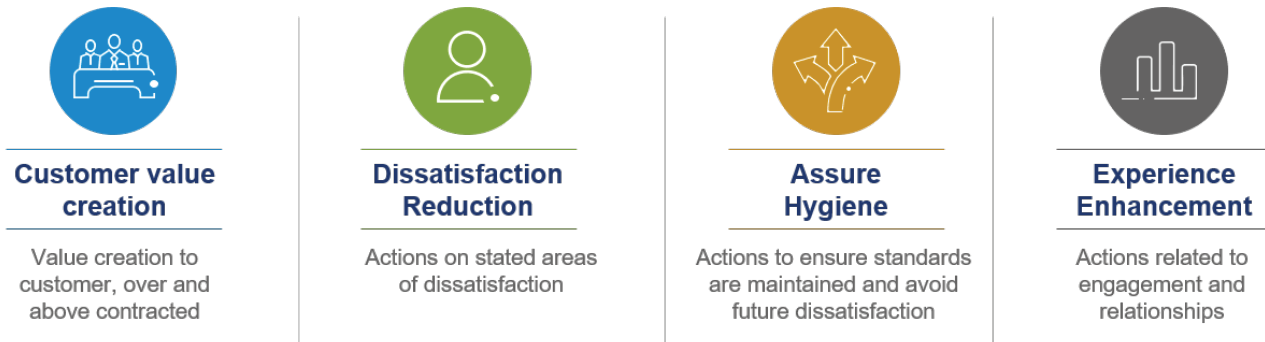 Customer value
creation
Value creation to
customer, over and
above contracted
Dissatisfaction
Reduction
Actions on stated areas
of dissatisfaction
Assure
Hygiene
Actions to ensure standards
are maintained and avoid
future dissatisfaction
Experience
Enhancement
Actions related to
engagement and
relationships